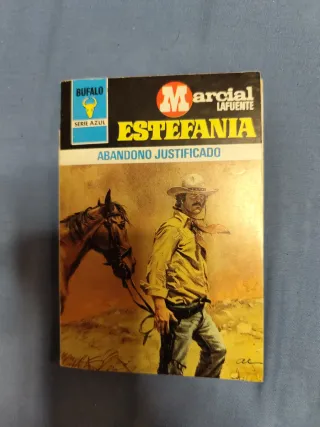 BUFALO
SERIE AZUL
Marcial
LAFUENTE
ESTEFANIA
ABANDONO JUSTIFICADO